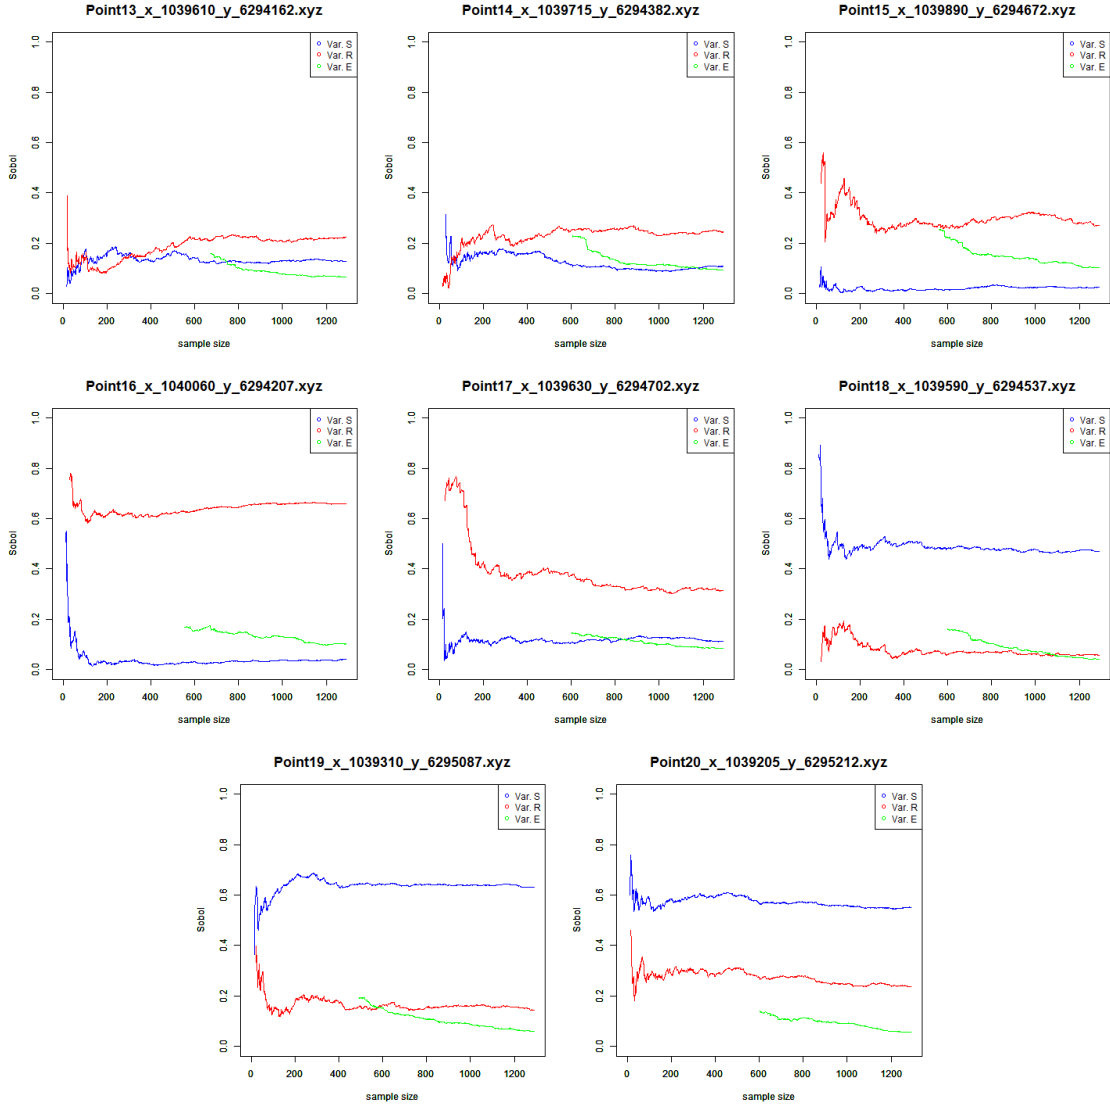 Point13_x_1039610_y_6294162.xyz
Sobol
1.0
0.8
0.6
0.4
0.2
0.0
Var. S
Var. R
Var. E
0 200 400 600 800 1000 1200
sample size
Point14_x_1039715_y_6294382.xyz
Sobol
1.0
0.8
0.6
0.4
0.2
0.0
Var. S
Var. R
Var. E
0 200 400 600 800 1000 1200
sample size
Point15_x_1039890_y_6294672.xyz
Sobol
1.0
0.8
0.6
0.4
0.2
0.0
Var. S
Var. R
Var. E
0 200 400 600 800 1000 1200
sample size
Point16_x_1040060_y_6294207.xyz
Sobol
1.0
0.8
0.6
0.4
0.2
0.0
Var. S
Var. R
Var. E
0 200 400 600 800 1000 1200
sample size
Point17_x_1039630_y_6294702.xyz
Sobol
1.0
0.8
0.6
0.4
0.2
0.0
Var. S
Var. R
Var. E
0 200 400 600 800 1000 1200
sample size
Point18_x_1039590_y_6294537.xyz
Sobol
1.0
0.8
0.6
0.4
0.2
0.0
Var. S
Var. R
Var. E
0 200 400 600 800 1000 1200
sample size
Point19_x_1039310_y_6295087.xyz
Sobol
1.0
0.8
0.6
0.4
0.2
0.0
Var. S
Var. R
Var. E
0 200 400 600 800 1000 1200
sample size
Point20_x_1039205_y_6295212.xyz
Sobol
1.0
0.8
0.6
0.4
0.2
0.0
Var. S
Var. R
Var. E
0 200 400 600 800 1000 1200
sample size